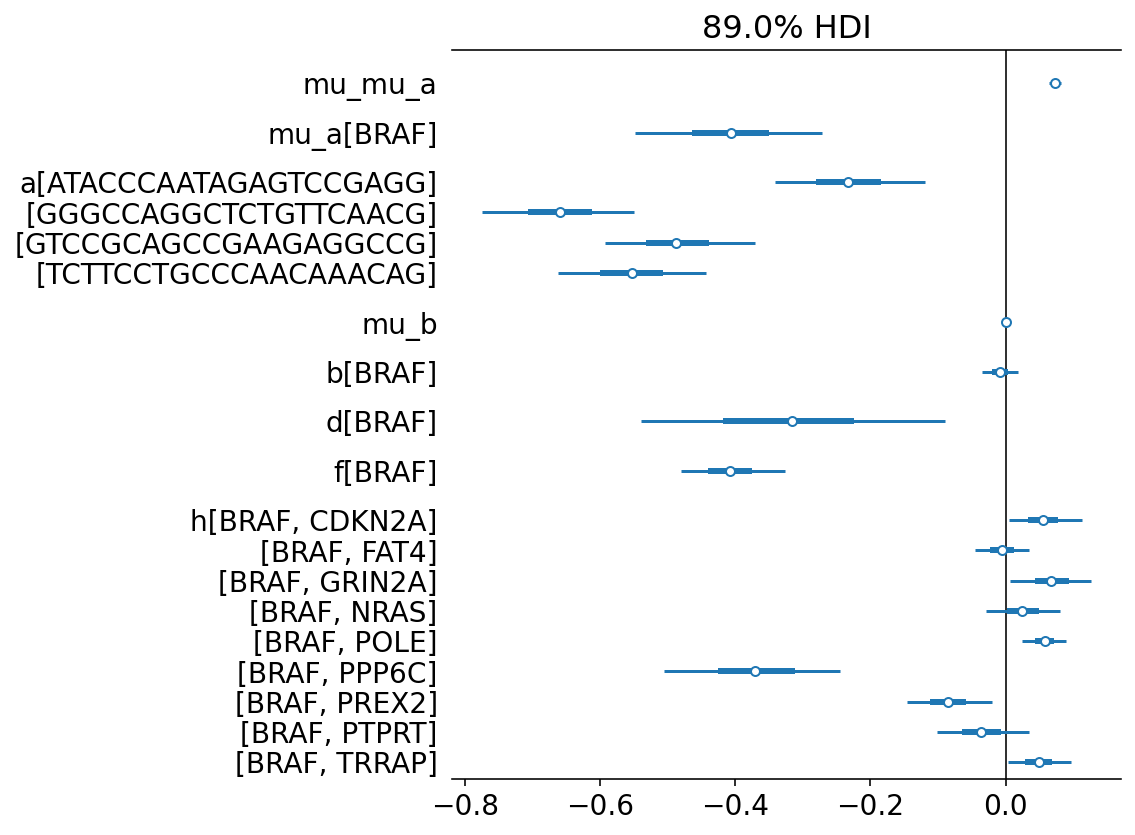 89.0% HDI
mu_mu_a
mu_a[BRAF]
a[ATACCCAATAGAGTCCGAGG]
[GGGCCAGGCTCTGTTCAACG]
[GTCCGCAGCCGAAGAGGCCG]
[TCTTCCTGCCCAACAAACAG]
mu_b
b[BRAF]
d[BRAF]
f[BRAF]
h[BRAF, CDKN2A]
[BRAF, FAT4]
[BRAF, GRIN2A]
[BRAF, NRAS]
[BRAF, POLE]
[BRAF, PPP6C]
[BRAF, PREX2]
[BRAF, PTPRT]
[BRAF, TRRAP]
−0.8 −0.6 −0.4 −0.2 0.0